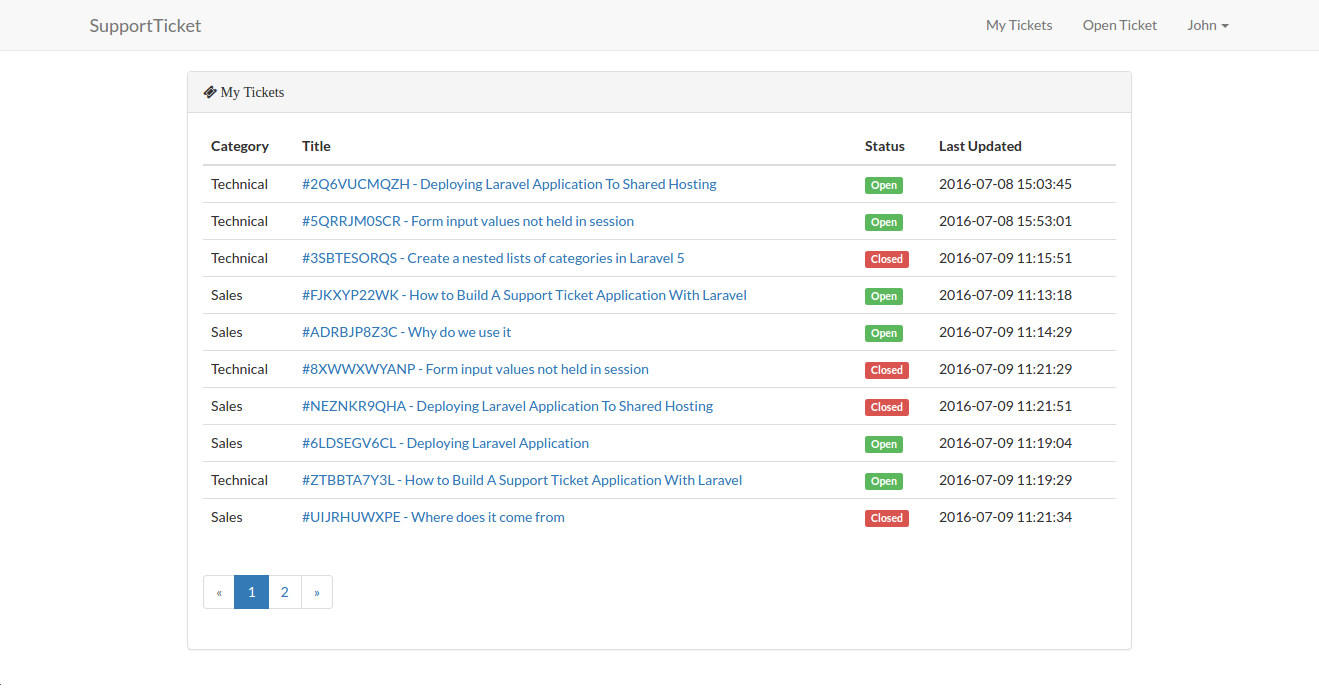 SupportTicket My Tickets Open Ticket John
My Tickets
Category Title Status Last Updated
Technical #2Q6VUCMQZH - Deploying Laravel Application To Shared Hosting Open 2016-07-08 15:03:45
Technical #5QRRJM0SCR - Form input values not held in session Open 2016-07-08 15:53:01
Technical #3SBTESORQS - Create a nested lists of categories in Laravel 5 Closed 2016-07-09 11:15:51
Sales #FJKXYP22WK - How to Build A Support Ticket Application With Laravel Open 2016-07-09 11:13:18
Sales #ADRBJP8Z3C - Why do we use it Open 2016-07-09 11:14:29
Technical #8XWWXWYANP - Form input values not held in session Closed 2016-07-09 11:21:29
Sales #NEZNKR9QHA - Deploying Laravel Application To Shared Hosting Closed 2016-07-09 11:21:51
Sales #6LDSEGV6CL - Deploying Laravel Application Open 2016-07-09 11:19:04
Technical #ZTBBTA7Y3L - How to Build A Support Ticket Application With Laravel Open 2016-07-09 11:19:29
Sales #UIJRHUWXPE - Where does it come from Closed 2016-07-09 11:21:34
« 1 2 »